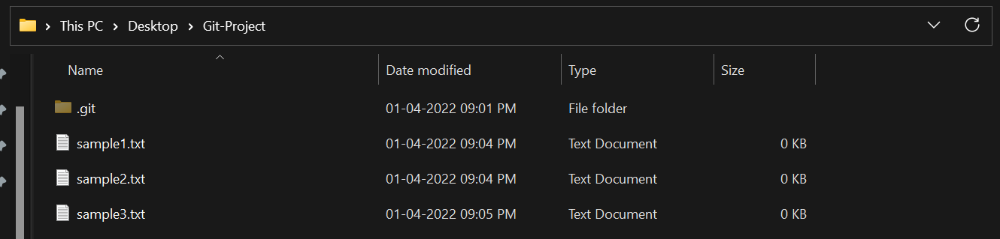 This PC > Desktop > Git-Project
Name Date modified Type Size
.git 01-04-2022 09:01 PM File folder
sample1.txt 01-04-2022 09:04 PM Text Document 0 KB
sample2.txt 01-04-2022 09:04 PM Text Document 0 KB
sample3.txt 01-04-2022 09:05 PM Text Document 0 KB